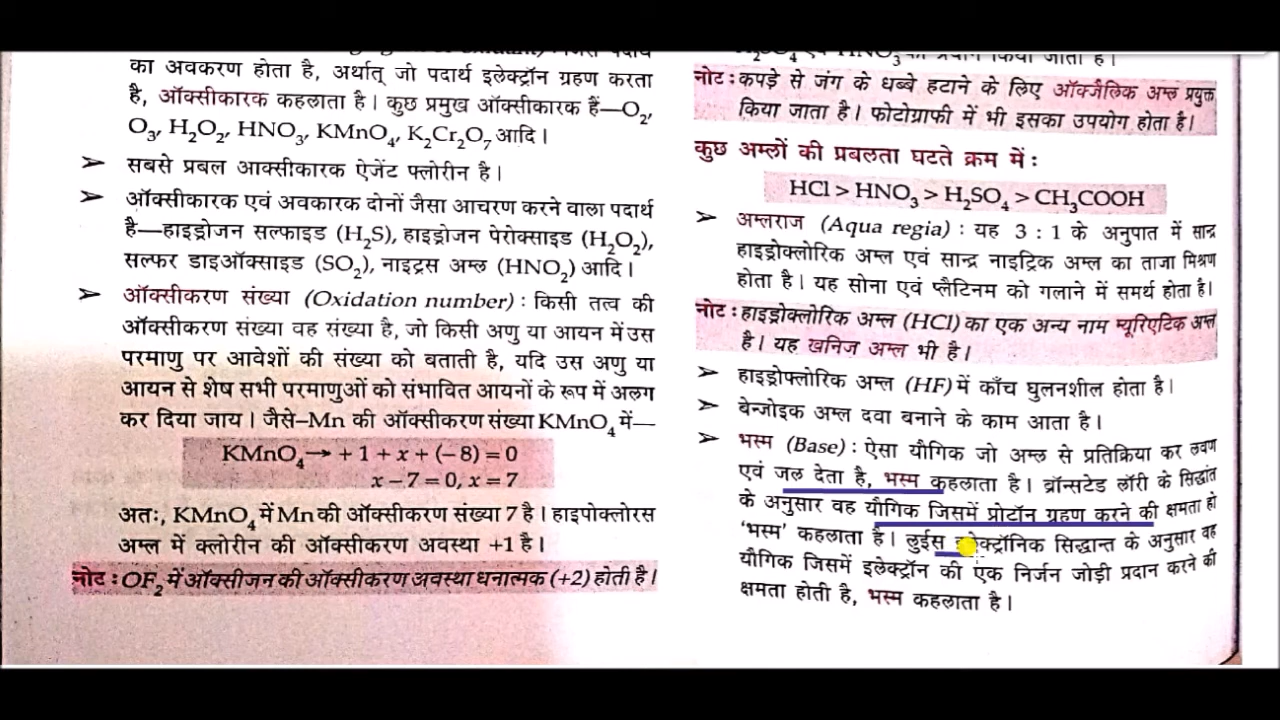 का अवकरण होता है, अर्थात् जो पदार्थ इलेक्ट्रॉन ग्रहण करता
है, ऑक्सीकारक कहलाता है। कुछ प्रमुख ऑक्सीकारक हैं—O₂,
O₃, H₂O₂, HNO₃, KMnO₄, K₂Cr₂O₇ आदि।
➤ सबसे प्रबल आक्सीकारक ऐजेंट फ्लोरीन है।
➤ ऑक्सीकारक एवं अवकारक दोनों जैसा आचरण करने वाला पदार्थ
है—हाइड्रोजन सल्फाइड (H₂S), हाइड्रोजन पेरोक्साइड (H₂O₂),
सल्फर डाइऑक्साइड (SO₂), नाइट्रस अम्ल (HNO₂) आदि।
➤ ऑक्सीकरण संख्या (Oxidation number) : किसी तत्व की
ऑक्सीकरण संख्या वह संख्या है, जो किसी अणु या आयन में उस
परमाणु पर आवेशों की संख्या को बताती है, यदि उस अणु या
आयन से शेष सभी परमाणुओं को संभावित आयनों के रूप में अलग
कर दिया जाय। जैसे–Mn की ऑक्सीकरण संख्या KMnO₄ में—
KMnO₄→ + 1 + x + (– 8) = 0
x – 7 = 0, x = 7
अतः, KMnO₄ में Mn की ऑक्सीकरण संख्या 7 है। हाइपोक्लोरस
अम्ल में क्लोरीन की ऑक्सीकरण अवस्था +1 है।
नोट : OF₂ में ऑक्सीजन की ऑक्सीकरण अवस्था धनात्मक (+2) होती है।
H₂SO₄ एवं HNO₃ का प्रदान किया जाता है।
नोट : कपड़े से जंग के धब्बे हटाने के लिए ऑक्जैलिक अम्ल प्रयुक्त
किया जाता है। फोटोग्राफी में भी इसका उपयोग होता है।
कुछ अम्लों की प्रबलता घटते क्रम में :
HCl > HNO₃ > H₂SO₄ > CH₃COOH
➤ अम्लराज (Aqua regia) : यह 3 : 1 के अनुपात में सान्द्र
हाइड्रोक्लोरिक अम्ल एवं सान्द्र नाइट्रिक अम्ल का ताजा मिश्रण
होता है। यह सोना एवं प्लैटिनम को गलाने में समर्थ होता है।
नोट : हाइड्रोक्लोरिक अम्ल (HCl) का एक अन्य नाम म्यूरिएटिक अम्ल
है। यह खनिज अम्ल भी है।
➤ हाइड्रोफ्लोरिक अम्ल (HF) में काँच घुलनशील होता है।
➤ बेन्जोइक अम्ल दवा बनाने के काम आता है।
➤ भस्म (Base) : ऐसा यौगिक जो अम्ल से प्रतिक्रिया कर लवण
एवं जल देता है, भस्म कहलाता है। ब्रॉन्सटेड लॉरी के सिद्धांत
के अनुसार वह यौगिक जिसमें प्रोटॉन ग्रहण करने की क्षमता हो
'भस्म' कहलाता है। लुईस इलेक्ट्रॉनिक सिद्धान्त के अनुसार वह
यौगिक जिसमें इलेक्ट्रॉन की एक निर्जन जोड़ी प्रदान करने की
क्षमता होती है, भस्म कहलाता है।